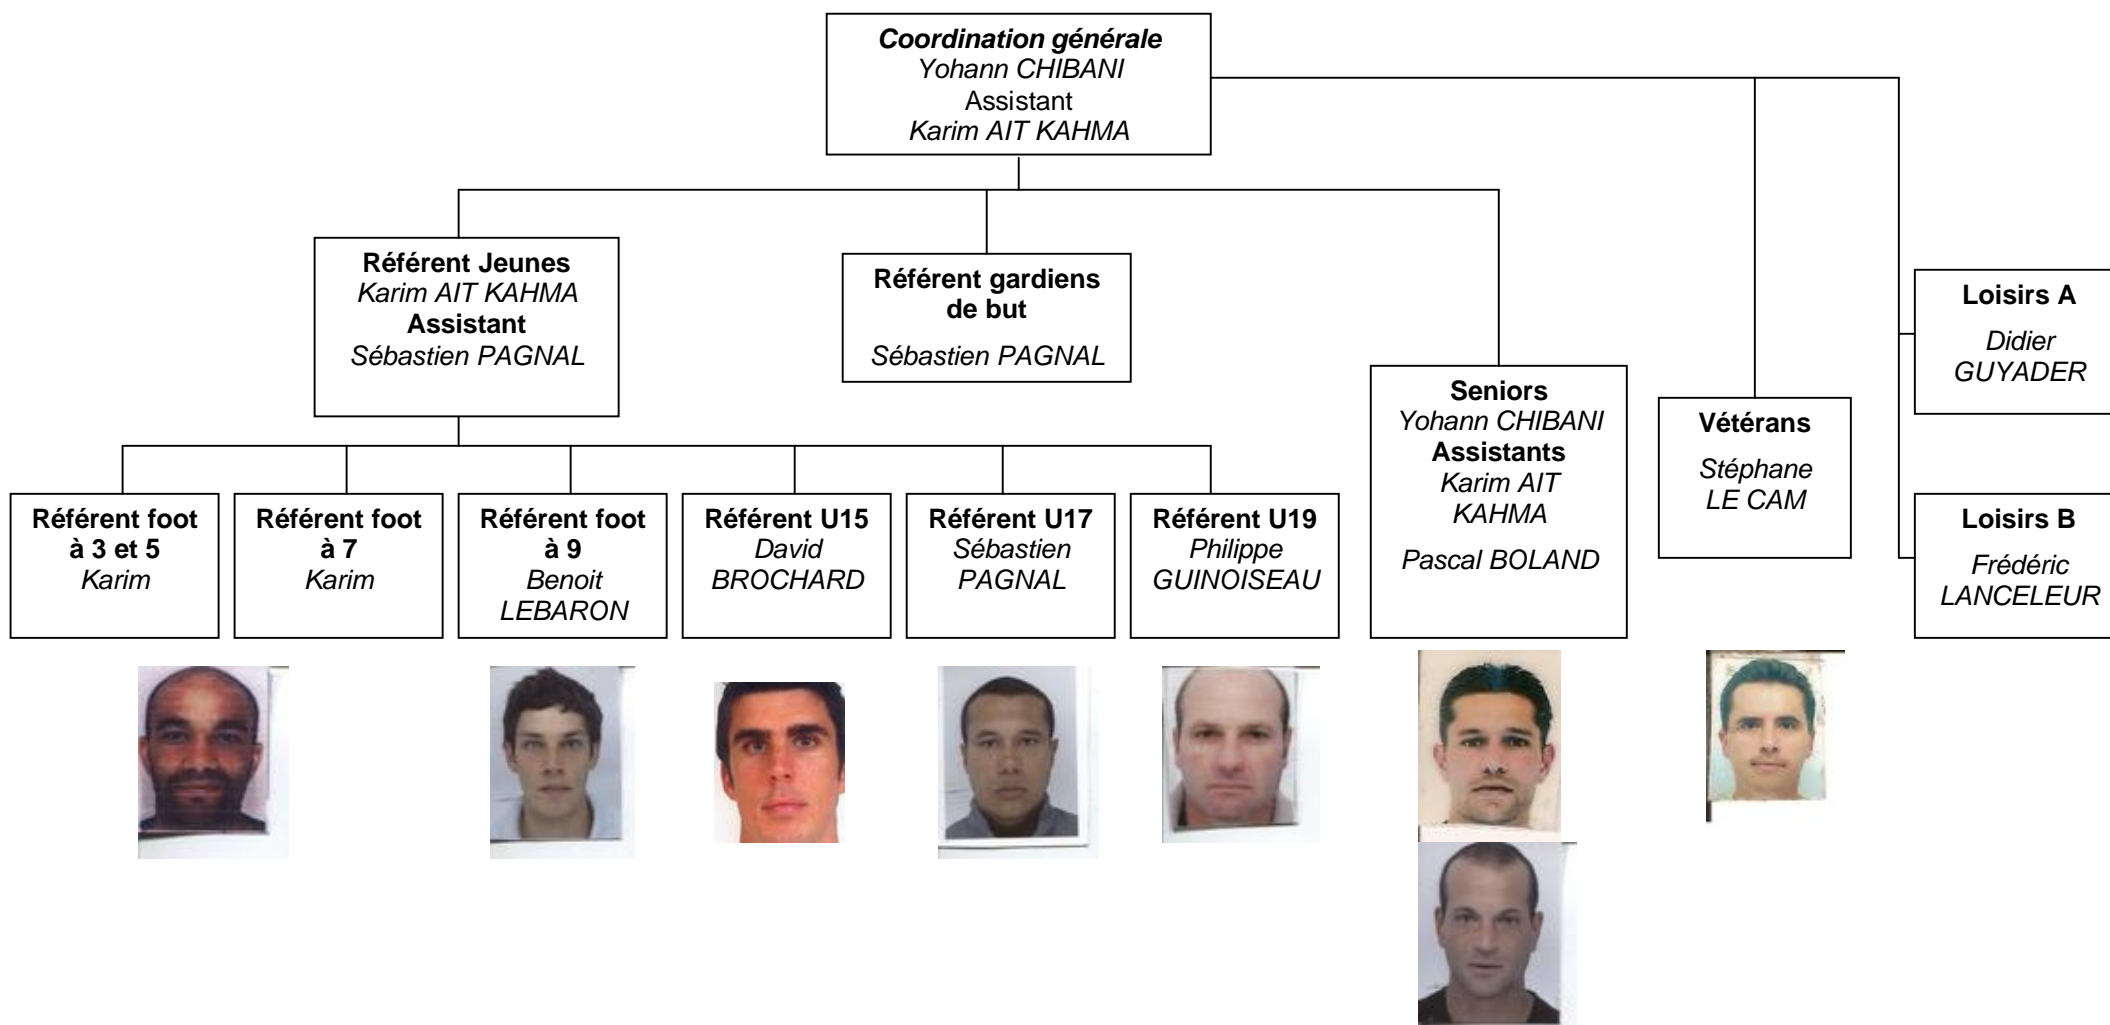 Coordination générale
Yohann CHIBANI
Assistant
Karim AIT KAHMA
Référent Jeunes
Karim AIT KAHMA
Assistant
Sébastien PAGNAL
Référent gardiens
de but
Sébastien PAGNAL
Seniors
Yohann CHIBANI
Assistants
Karim AIT
KAHMA
Pascal BOLAND
Vétérans
Stéphane
LE CAM
Loisirs A
Didier
GUYADER
Loisirs B
Frédéric
LANCELEUR
Référent foot
à 3 et 5
Karim
Référent foot
à 7
Karim
Référent foot
à 9
Benoit
LEBARON
Référent U15
David
BROCHARD
Référent U17
Sébastien
PAGNAL
Référent U19
Philippe
GUINOISEAU